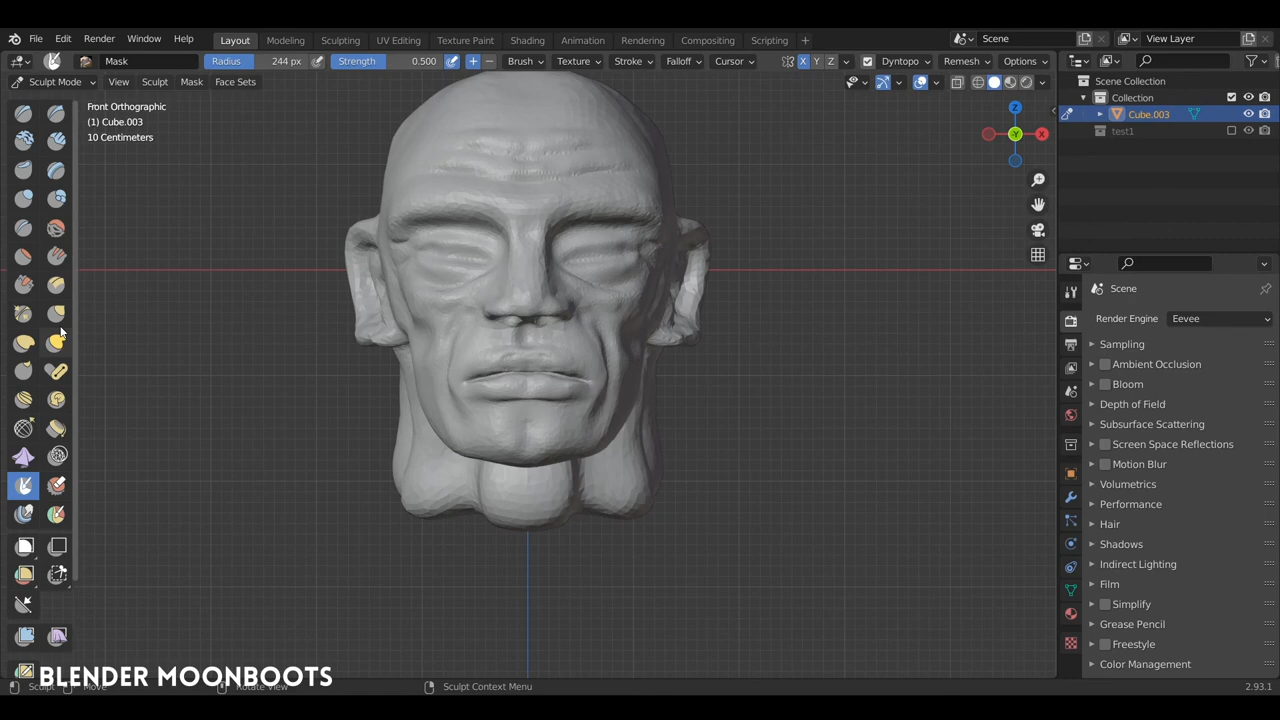 File Edit Render Window Help Layout Modeling Sculpting UV Editing Texture Paint Shading Animation Rendering Compositing Scripting + Scene View Layer
Mask Radius 244 px Strength 0.500 + − Brush Texture Stroke Falloff Cursor X Y Z Dyntopo Remesh Options
Sculpt Mode View Sculpt Mask Face Sets
Scene Collection
Collection
Cube.003
test1
Front Orthographic
(1) Cube.003
10 Centimeters
Z
Y
X
Scene
Render Engine Eevee
Sampling
Ambient Occlusion
Bloom
Depth of Field
Subsurface Scattering
Screen Space Reflections
Motion Blur
Volumetrics
Performance
Hair
Shadows
Indirect Lighting
Film
Simplify
Grease Pencil
Freestyle
Color Management
BLENDER MOONBOOTS
Sculpt Move Rotate View Sculpt Context Menu 2.93.1